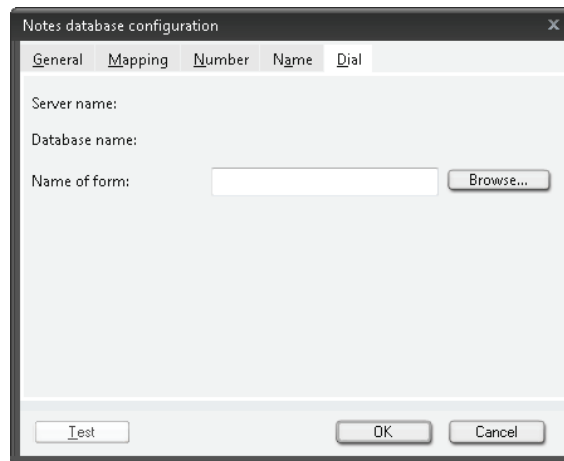 Notes database configuration x
General Mapping Number Name Dial
Server name:
Database name:
Name of form: Browse...
Test OK Cancel